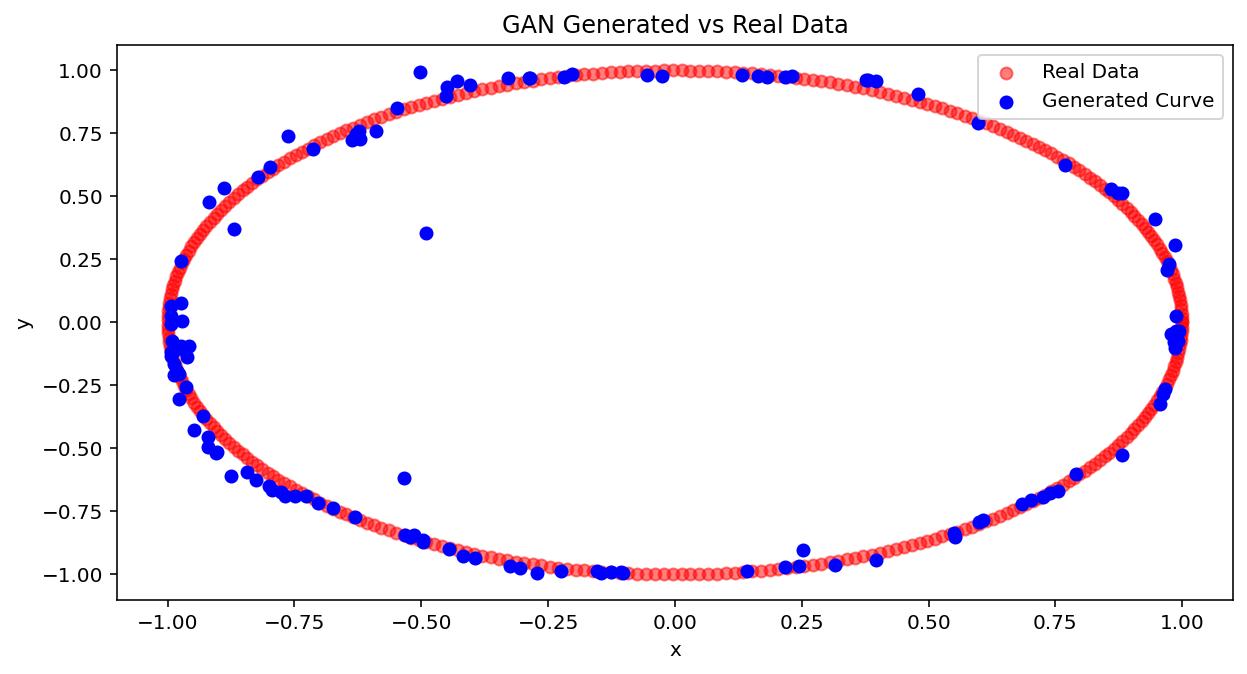 GAN Generated vs Real Data
Real Data
Generated Curve
1.00
0.75
0.50
0.25
0.00
−0.25
−0.50
−0.75
−1.00
y
−1.00 −0.75 −0.50 −0.25 0.00 0.25 0.50 0.75 1.00
x